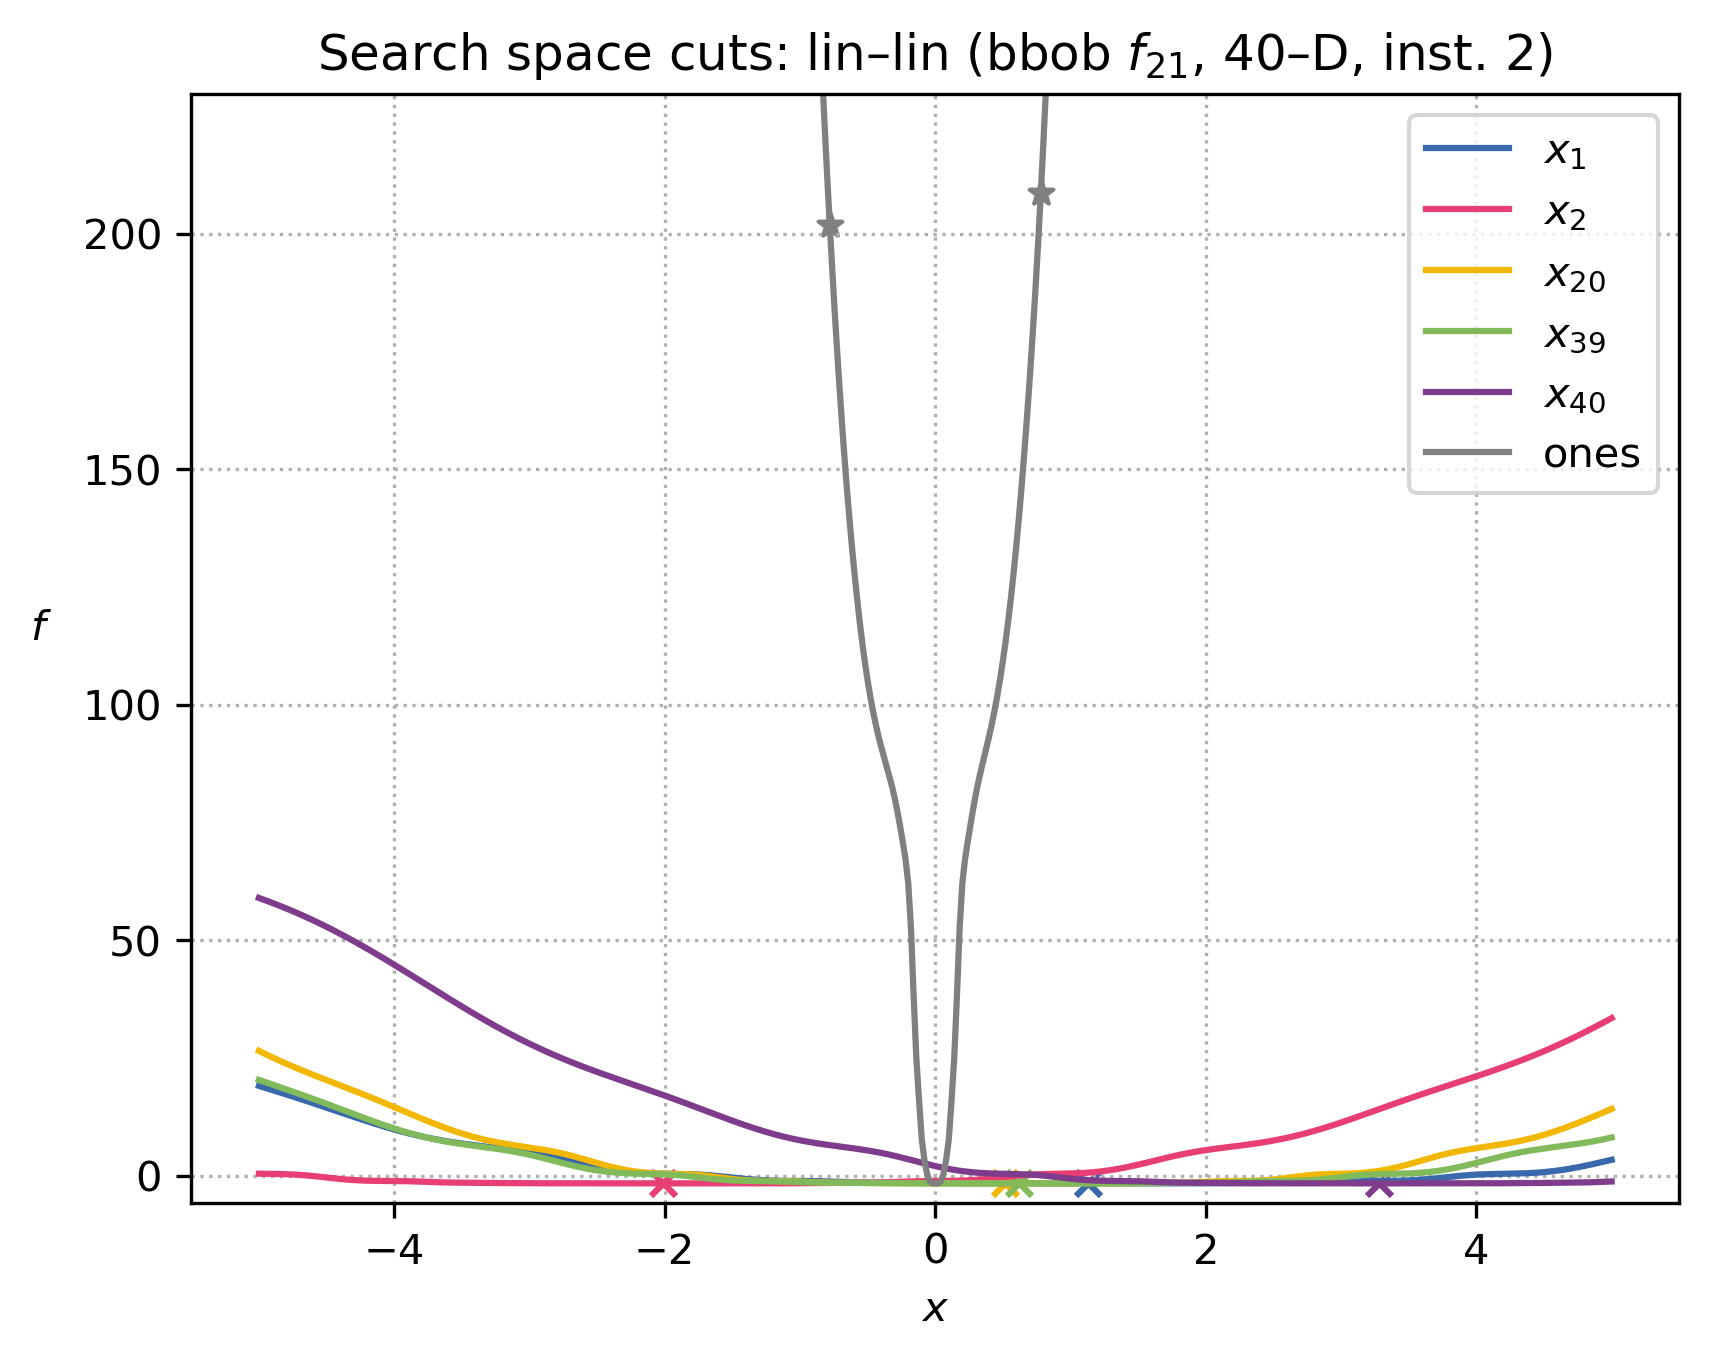 Search space cuts: lin–lin (bbob f₂₁, 40–D, inst. 2)
x₁
x₂
x₂₀
x₃₉
x₄₀
ones
200
150
100
50
0
f
−4
−2
0
2
4
x